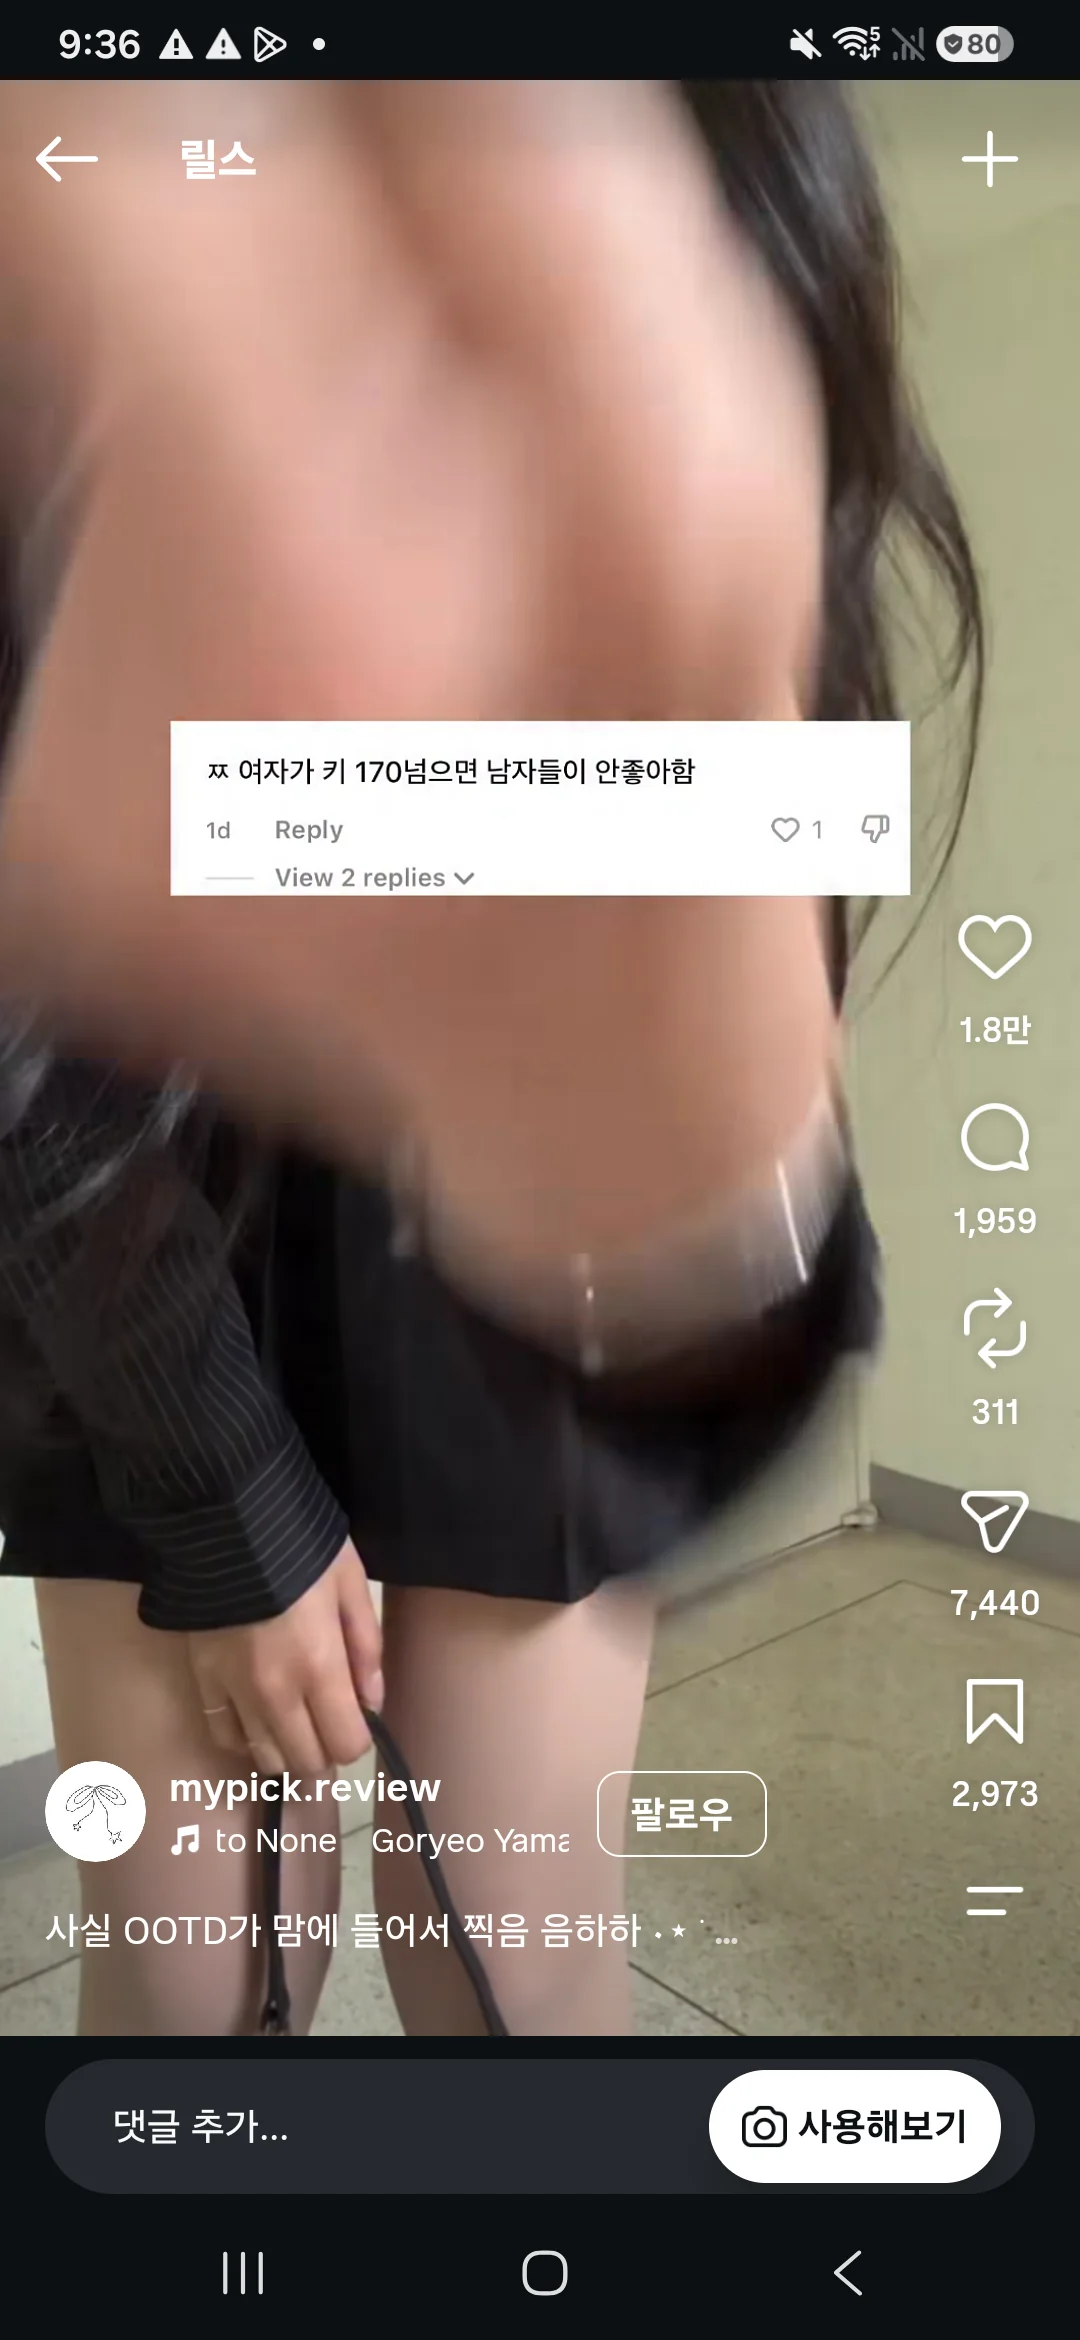 9:36
5
80
릴스
ㅉ 여자가 키 170넘으면 남자들이 안좋아함
1d Reply 1
View 2 replies
1.8만
1,959
311
7,440
2,973
mypick.review
팔로우
to None Goryeo Yama
사실 OOTD가 맘에 들어서 찍음 음하하 ...
댓글 추가...
사용해보기